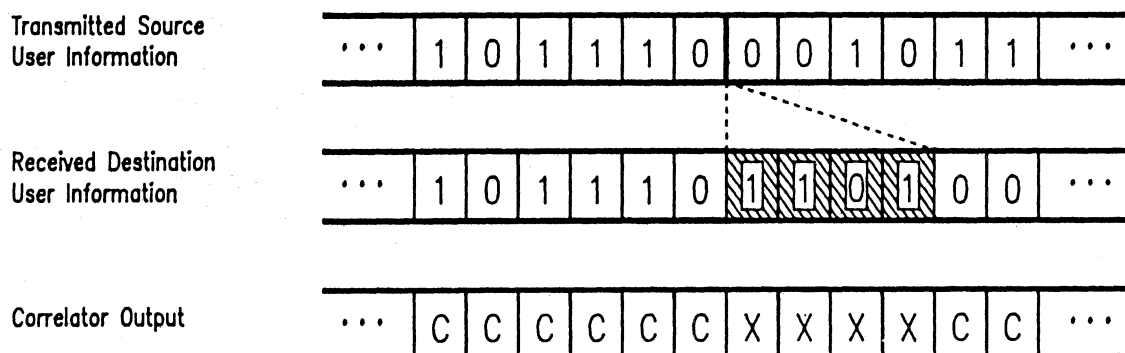 Transmitted Source
User Information
··· 1 0 1 1 1 0 0 0 1 0 1 1 ···
Received Destination
User Information
··· 1 0 1 1 1 0 1 1 0 1 0 0 ···
Correlator Output
··· C C C C C C X X X X C C ···